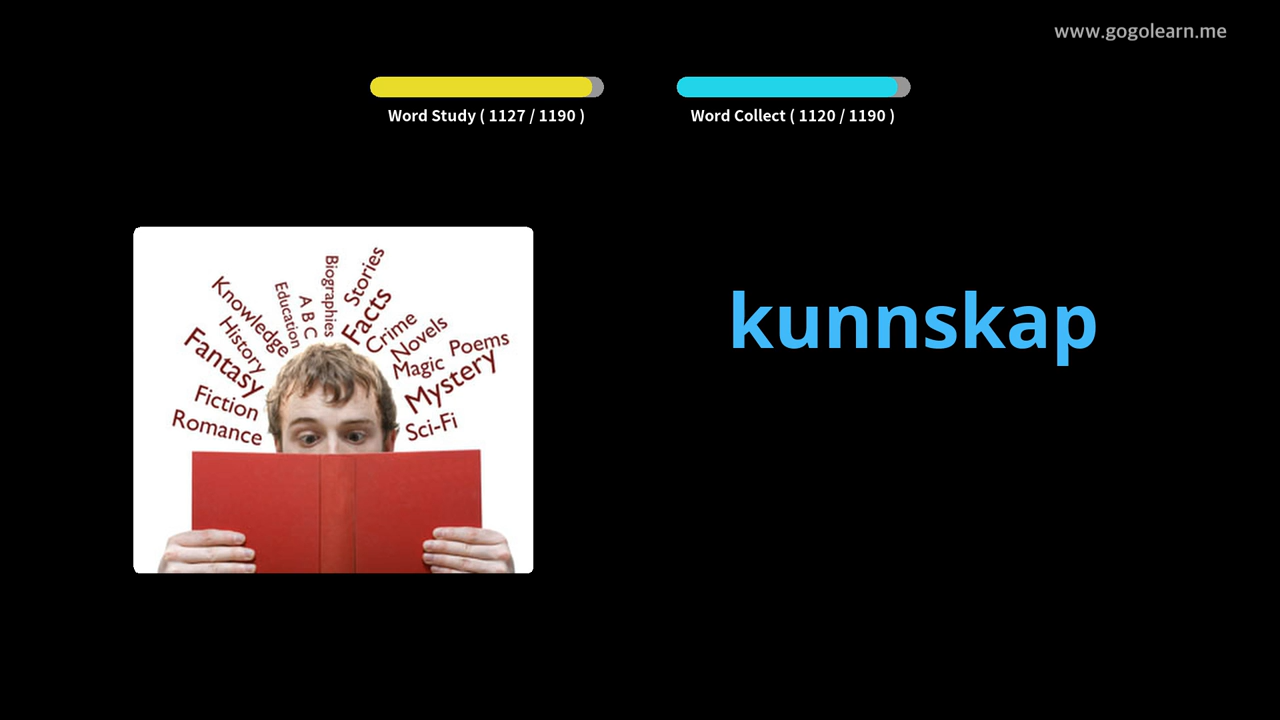 www.gogolearn.me
Word Study ( 1127 / 1190 )
Word Collect ( 1120 / 1190 )
kunnskap
Romance
Fiction
Fantasy
History
Knowledge
Education
A B C
Biographies
Stories
Facts
Crime
Novels
Magic
Poems
Mystery
Sci-Fi